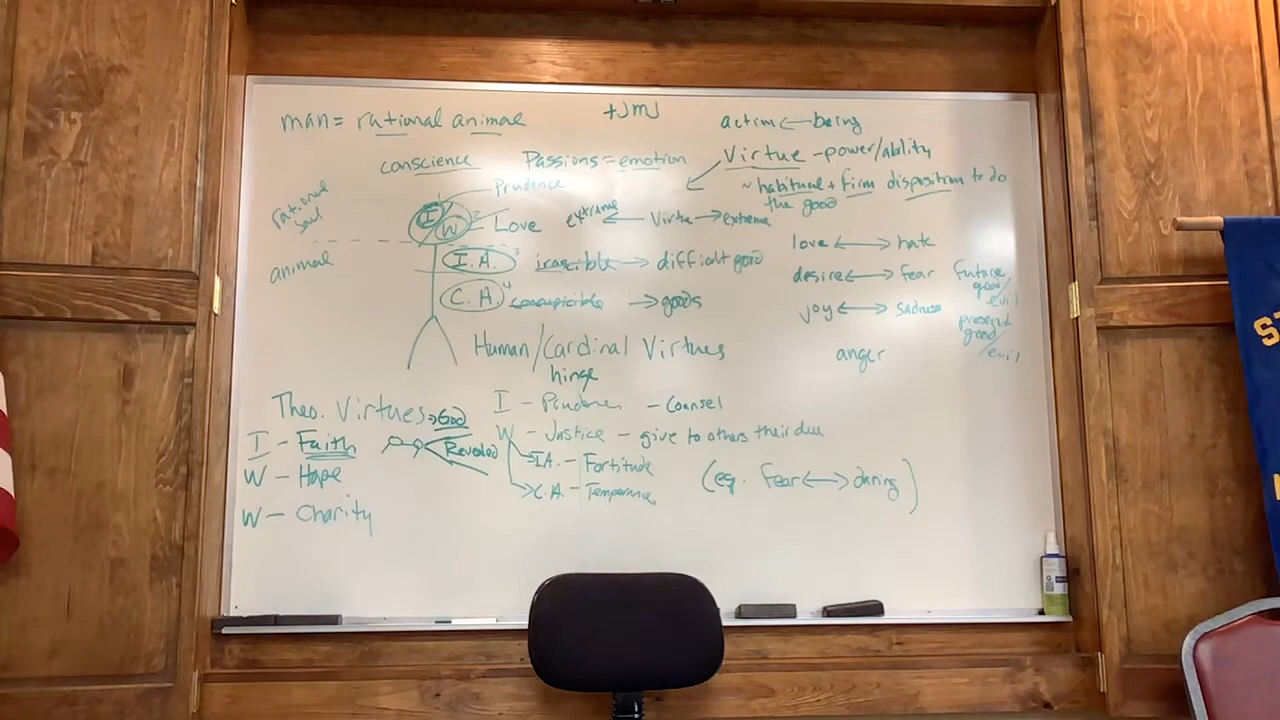 +JMJ
man = rational animal
action ← being
conscience
Passions = emotion
Virtue - power/ability
~ habitual + firm disposition to do
the good
Prudence
rational
soul
I
W
Love
extreme ← Virtue → extreme
animal
I.A. 3 irascible → difficult good
C.A. 4 concupiscible → goods
love ↔ hate
desire ↔ fear
future
good/
evil
joy ↔ sadness
present
good
/evil
anger
Human/Cardinal Virtues
hinge
Theo. Virtues → God
I - Faith
Revealed
W - Hope
W - Charity
I - Prudence - Counsel
W - Justice - give to others their due
I.A. - Fortitude
C.A. - Temperance
(eg. Fear ↔ daring)